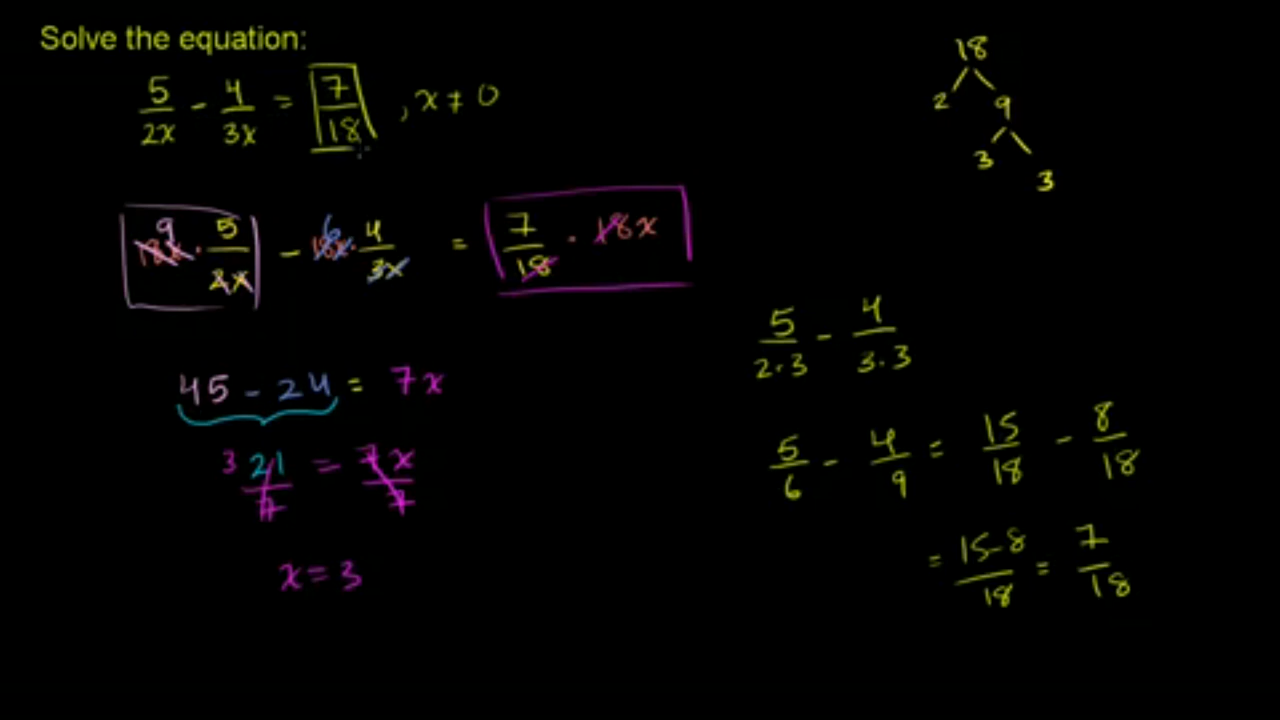 Solve the equation:
5/2x - 4/3x = 7/18 , x ≠ 0
18
2 9
3 3
9 18x · 5/2x - 6 18x · 4/3x = 7/18 · 18x
45 - 24 = 7x
3 21/7 = 7x/7
x = 3
5/2·3 - 4/3·3
5/6 - 4/9 = 15/18 - 8/18
= 15-8/18 = 7/18